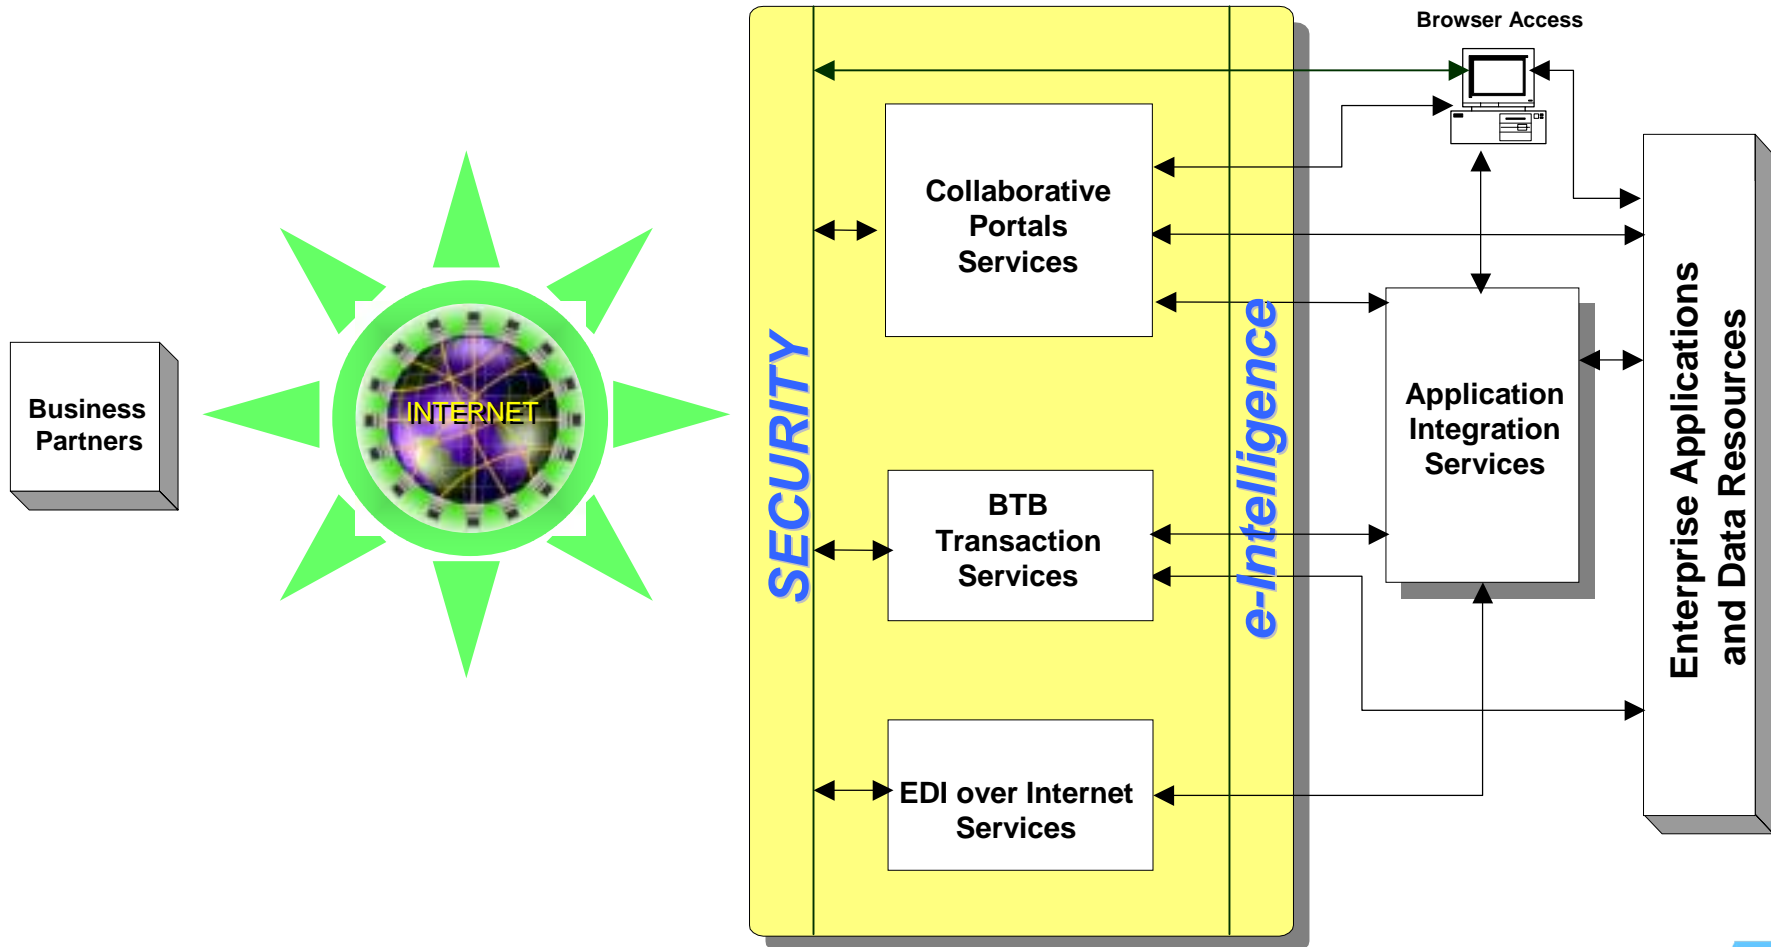 Browser Access
Collaborative
Portals
Services
Business
Partners
INTERNET
SECURITY
e-Intelligence
Application
Integration
Services
Enterprise Applications
and Data Resources
BTB
Transaction
Services
EDI over Internet
Services